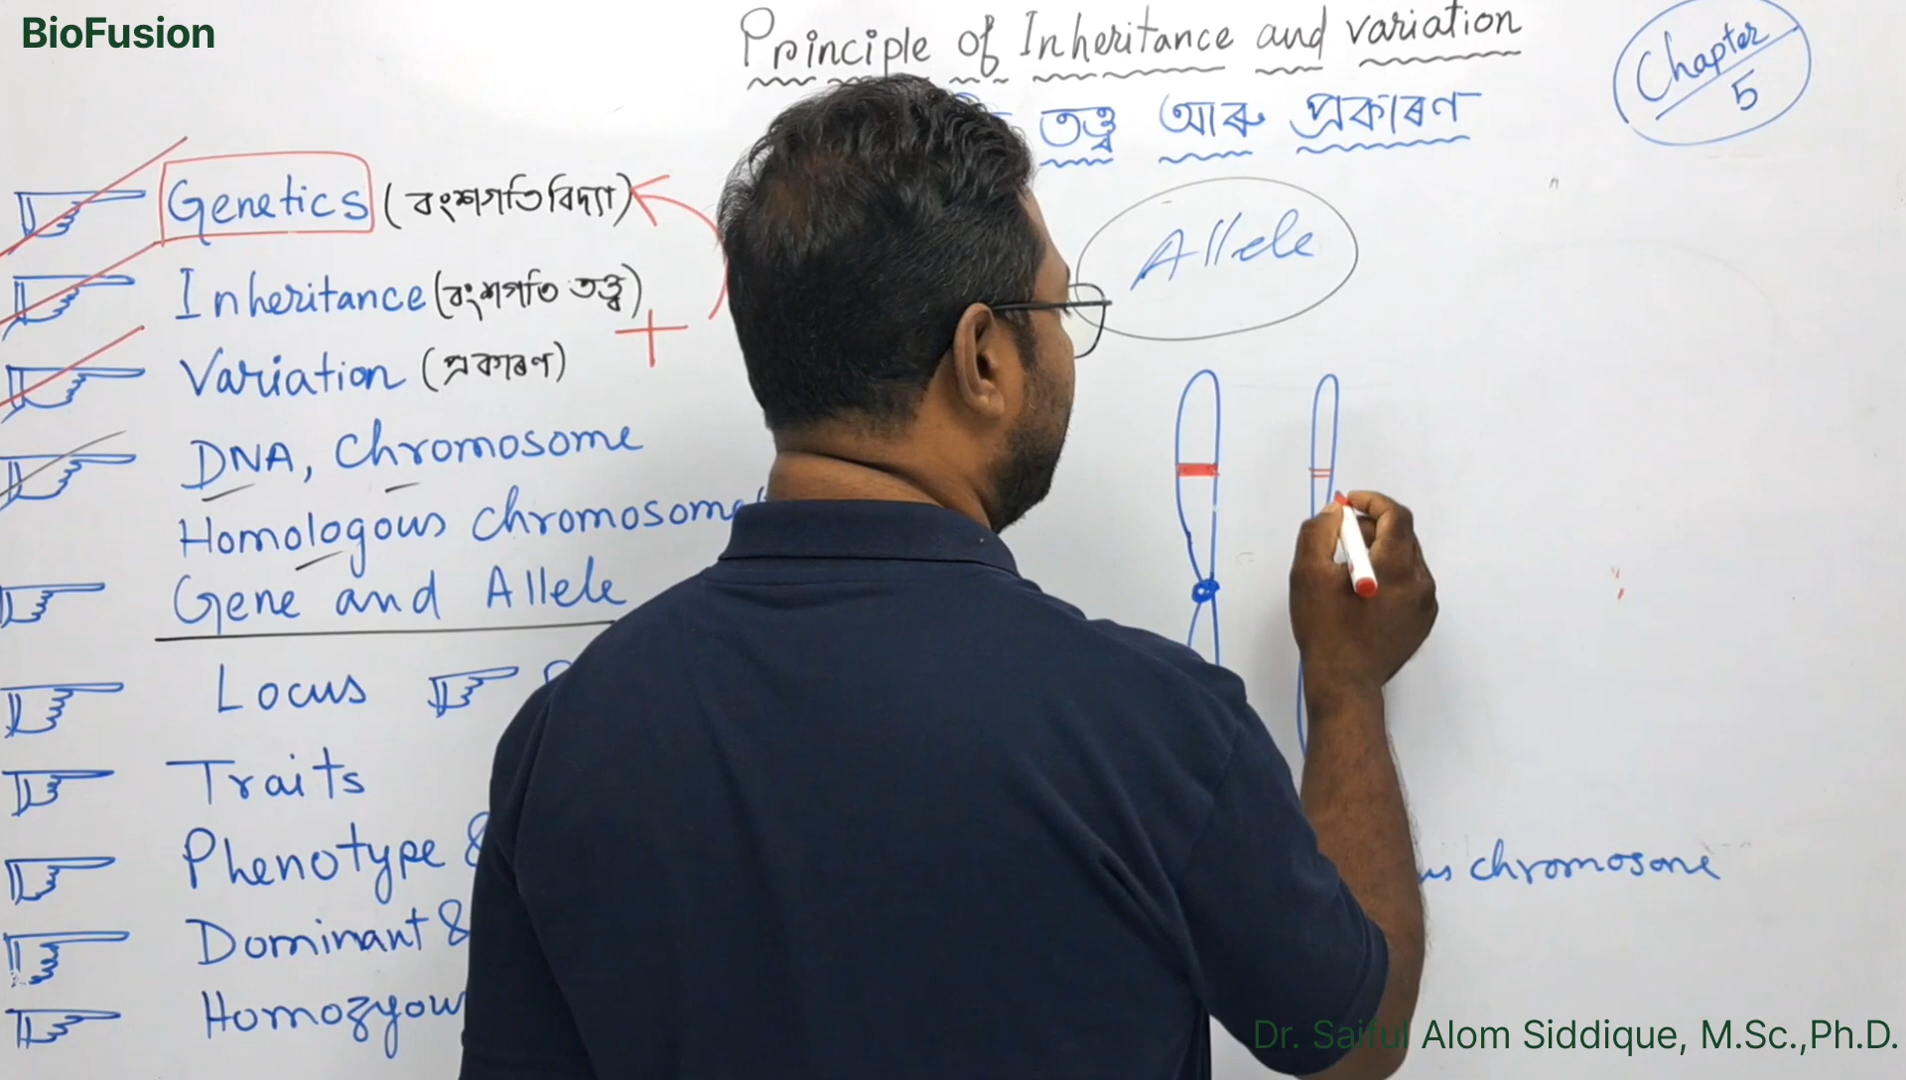 BioFusion
Principle of Inheritance and variation
তত্ত্ব আৰু প্ৰকাৰণ
Chapter
5
Genetics (বংশগতিবিদ্যা)
Inheritance (বংশগতি তত্ত্ব)
Variation (প্ৰকাৰণ)
DNA, Chromosome
Homologous chromosome
Gene and Allele
Locus
Traits
Phenotype &
Dominant &
Homozyou
Allele
chromosone
Dr. Saiful Alom Siddique, M.Sc.,Ph.D.